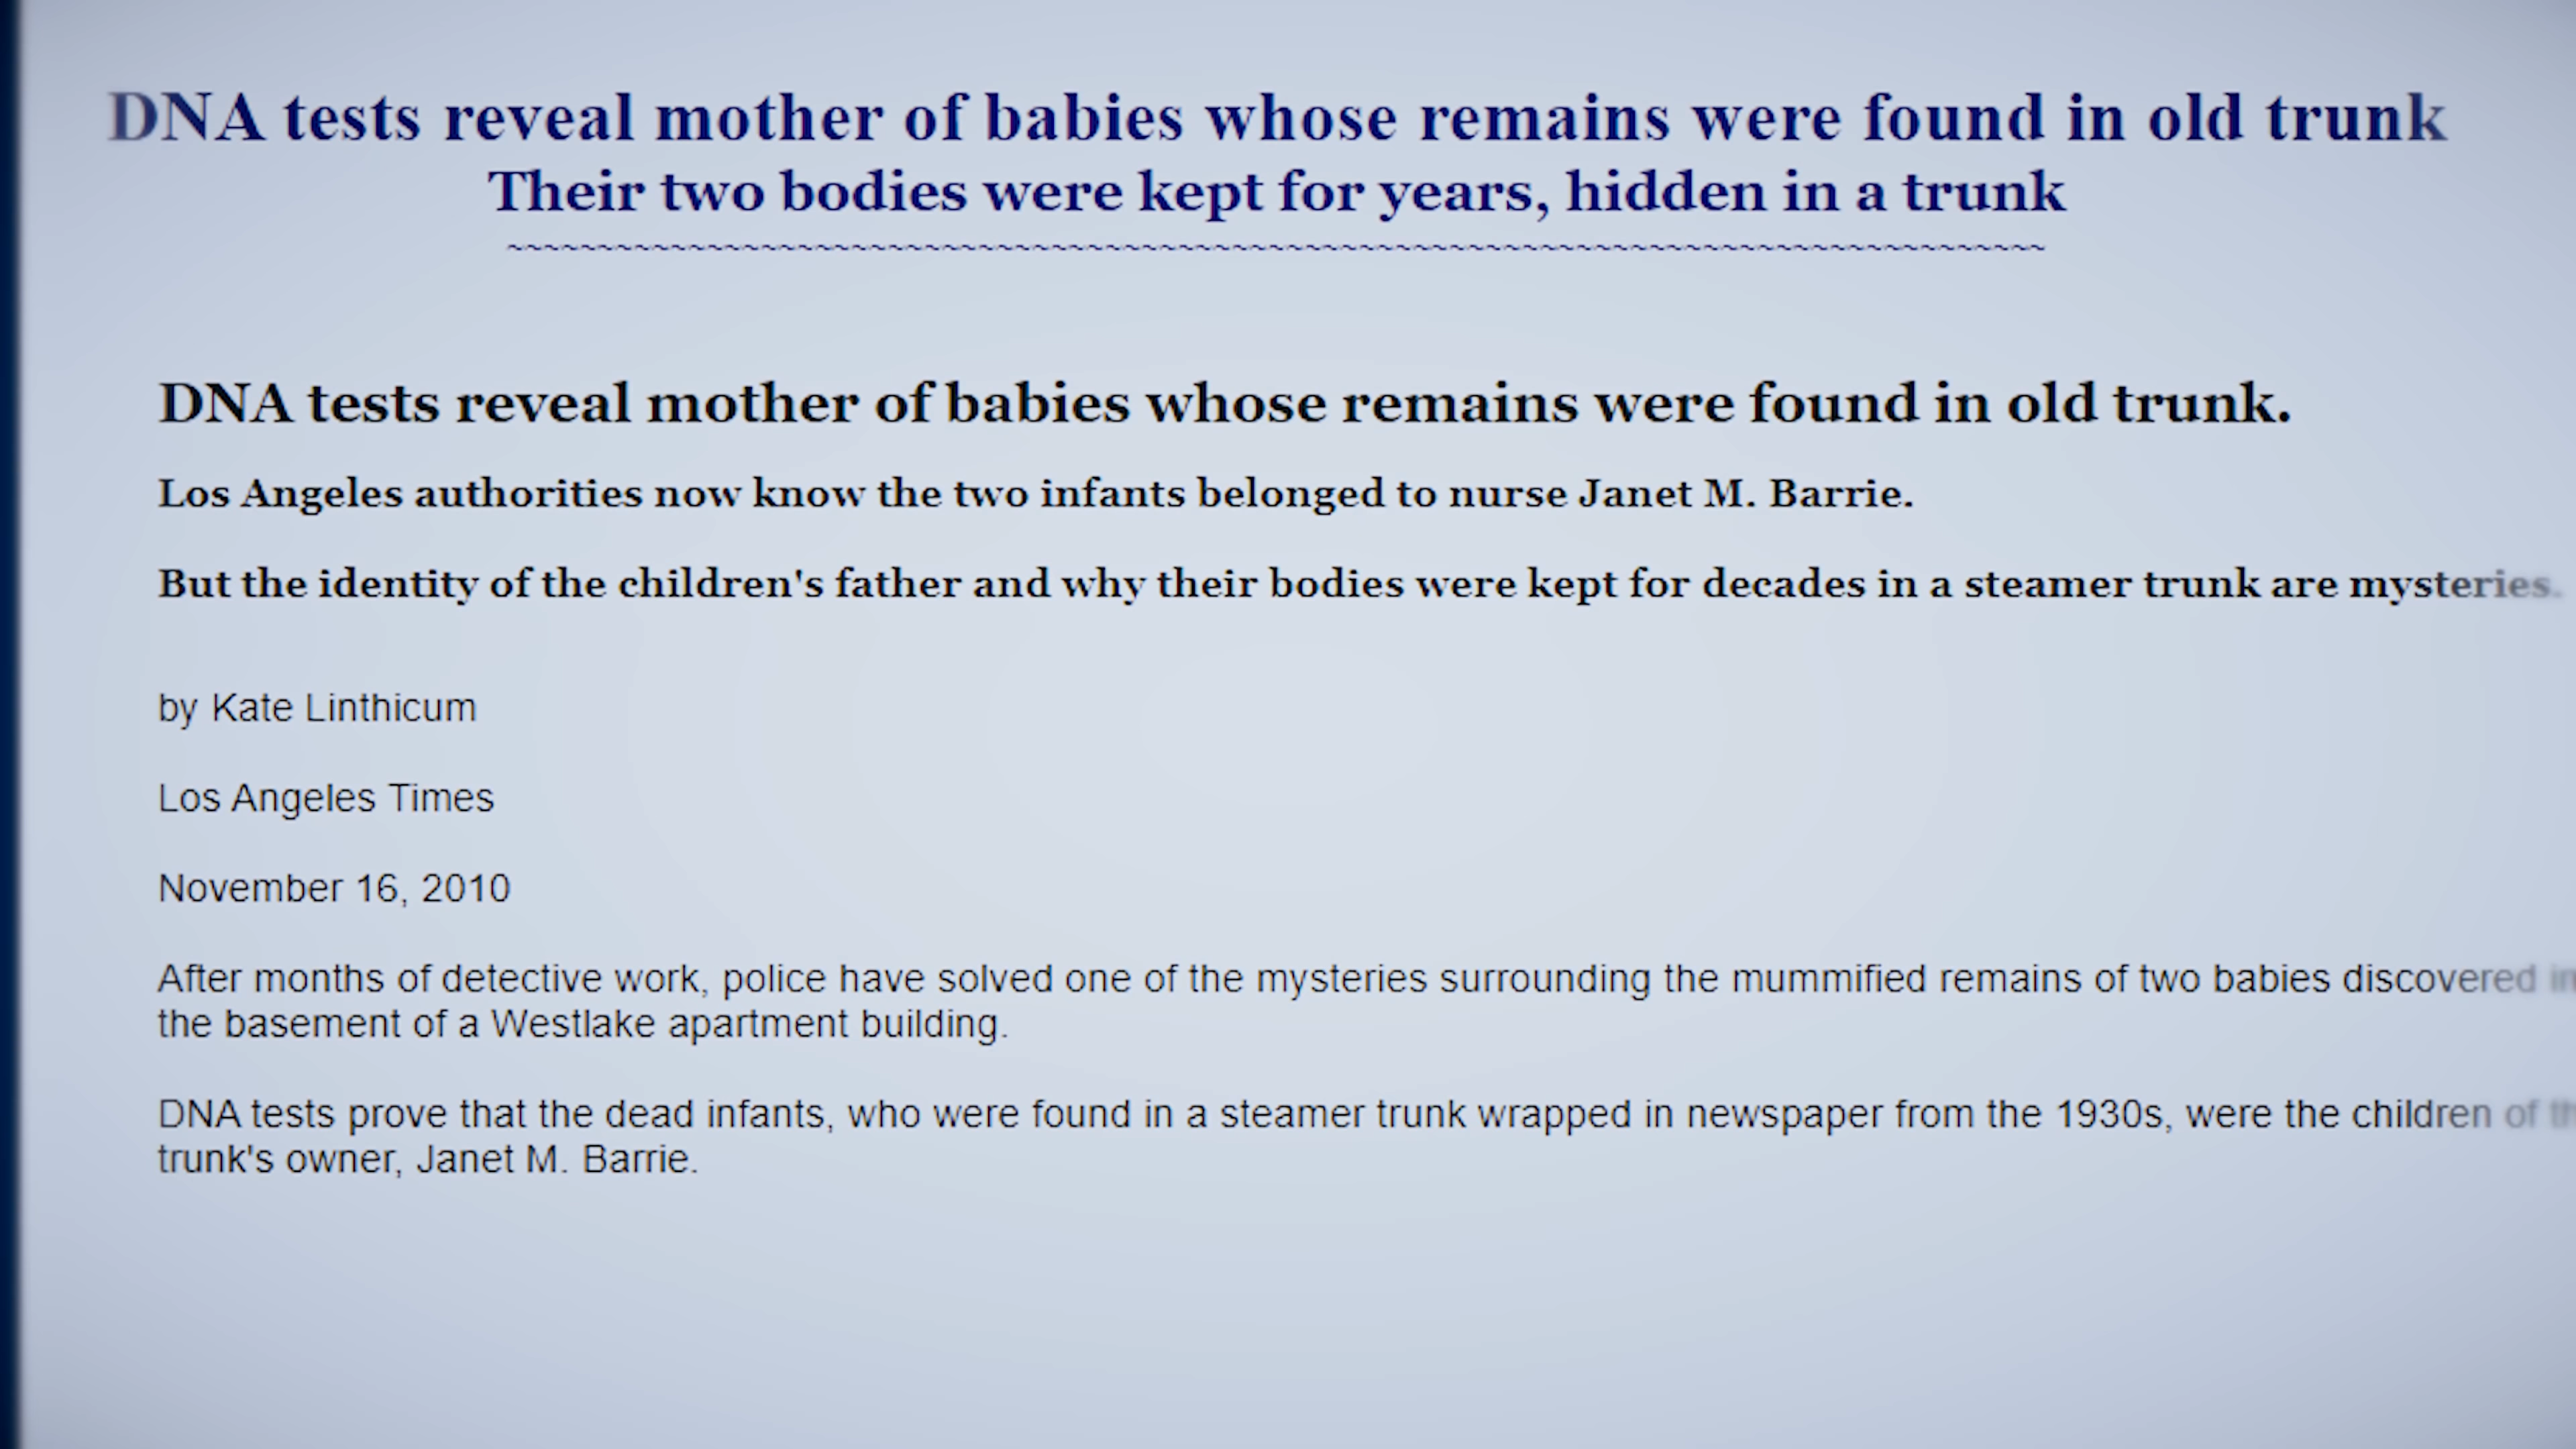 DNA tests reveal mother of babies whose remains were found in old trunk
Their two bodies were kept for years, hidden in a trunk
~~~~~~~~~~~~~~~~~~~~~~~~~~~~~~~~~~~~~~~~~~~~~~~~~~~~~~~~~~~~~~~~~~~~~~~~~~~~~~~~~~~~~~~~~~~~
DNA tests reveal mother of babies whose remains were found in old trunk.
Los Angeles authorities now know the two infants belonged to nurse Janet M. Barrie.
But the identity of the children's father and why their bodies were kept for decades in a steamer trunk are mysteries.
by Kate Linthicum
Los Angeles Times
November 16, 2010
After months of detective work, police have solved one of the mysteries surrounding the mummified remains of two babies discovered in
the basement of a Westlake apartment building.
DNA tests prove that the dead infants, who were found in a steamer trunk wrapped in newspaper from the 1930s, were the children of
trunk's owner, Janet M. Barrie.